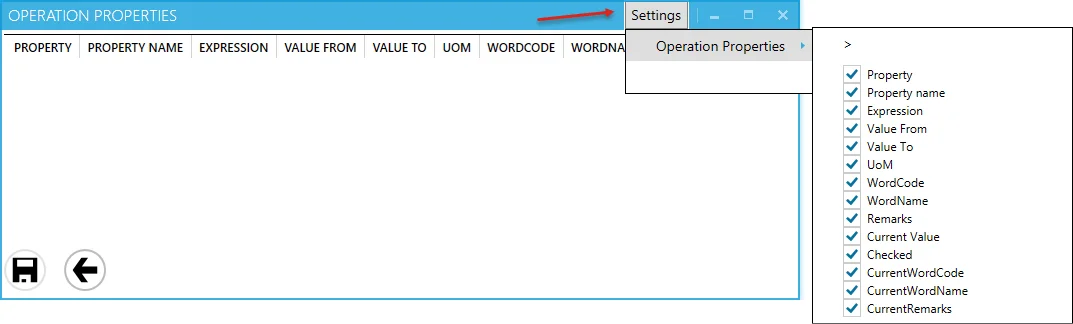 OPERATION PROPERTIES Settings
PROPERTY PROPERTY NAME EXPRESSION VALUE FROM VALUE TO UOM WORDCODE WORDNA
Operation Properties
>
Property
Property name
Expression
Value From
Value To
UoM
WordCode
WordName
Remarks
Current Value
Checked
CurrentWordCode
CurrentWordName
CurrentRemarks